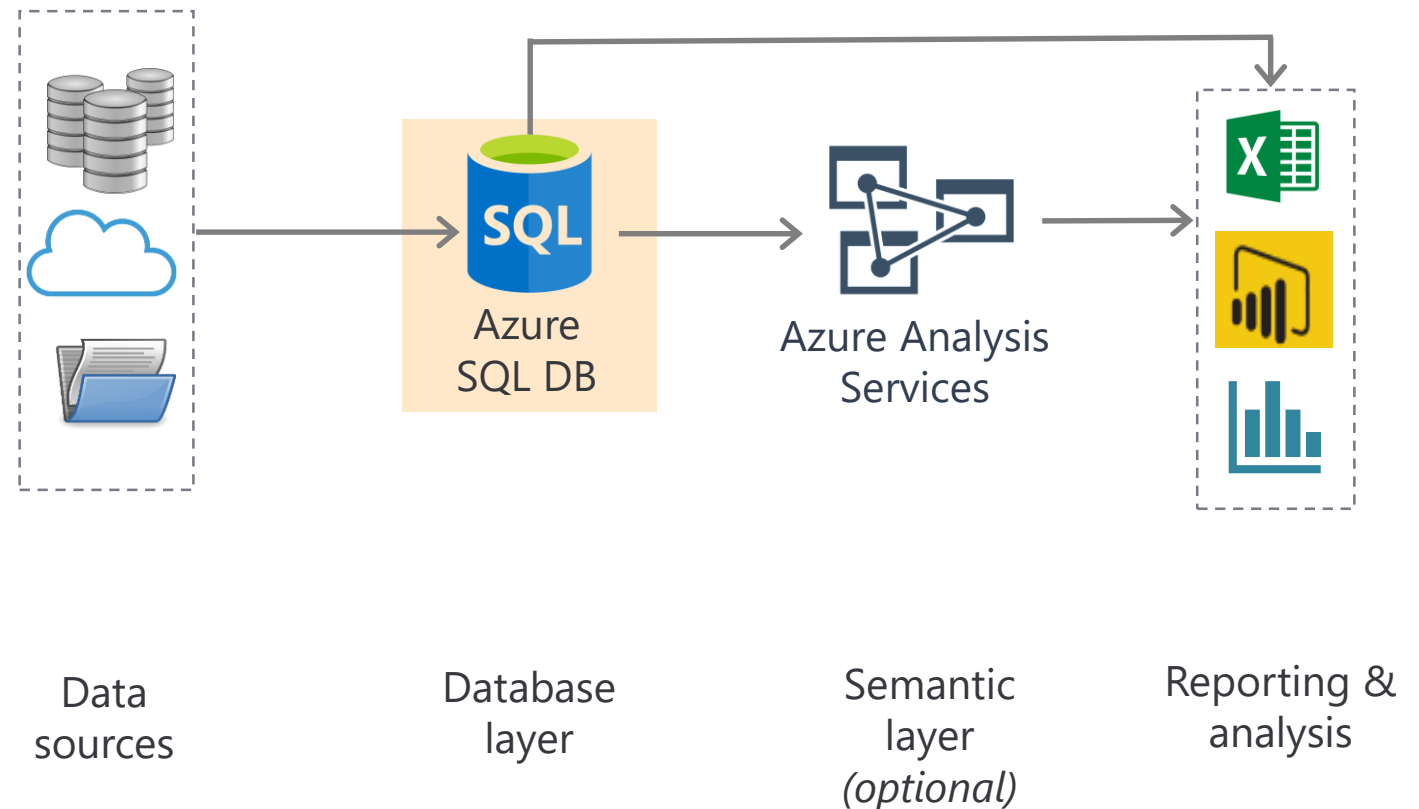 SQL
Azure
SQL DB
Azure Analysis
Services
X
Data
sources
Database
layer
Semantic
layer
(optional)
Reporting &
analysis